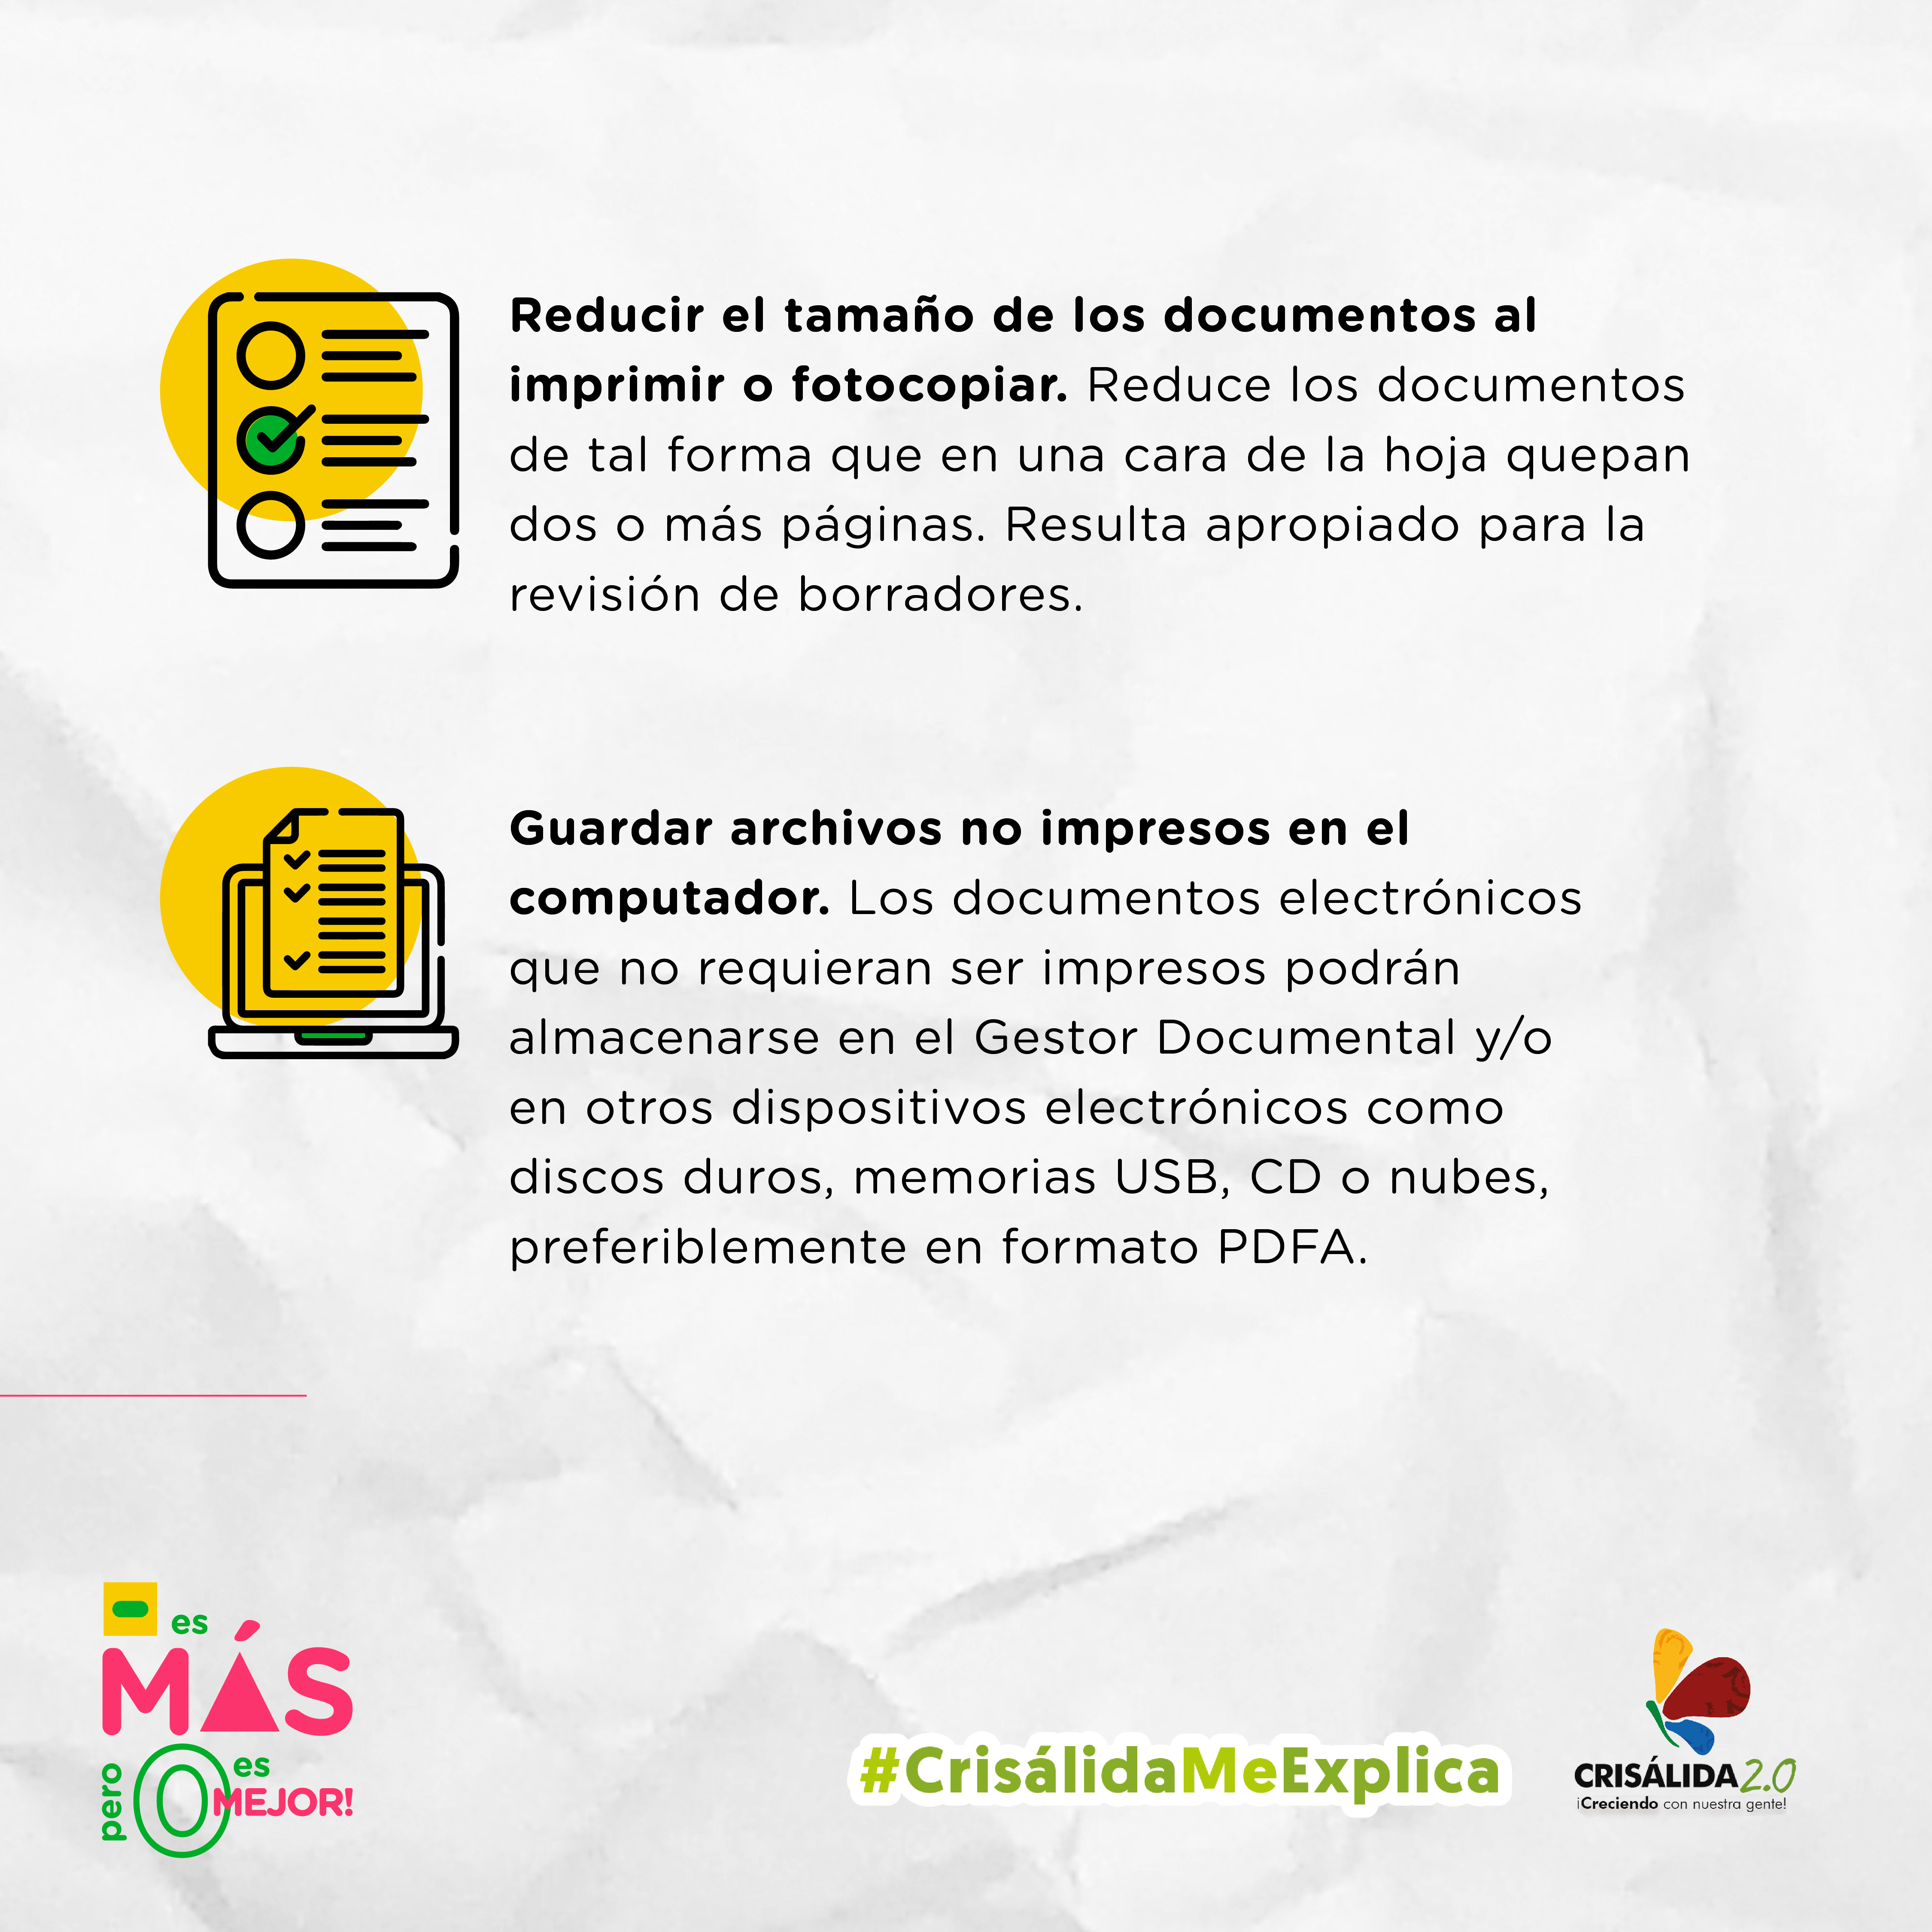 Reducir el tamaño de los documentos al
imprimir o fotocopiar. Reduce los documentos
de tal forma que en una cara de la hoja quepan
dos o más páginas. Resulta apropiado para la
revisión de borradores.
Guardar archivos no impresos en el
computador. Los documentos electrónicos
que no requieran ser impresos podrán
almacenarse en el Gestor Documental y/o
en otros dispositivos electrónicos como
discos duros, memorias USB, CD o nubes,
preferiblemente en formato PDFA.
- es
MÁS
pero 0 es
MEJOR!
#CrisálidaMeExplica
CRISÁLIDA 2.0
¡Creciendo con nuestra gente!